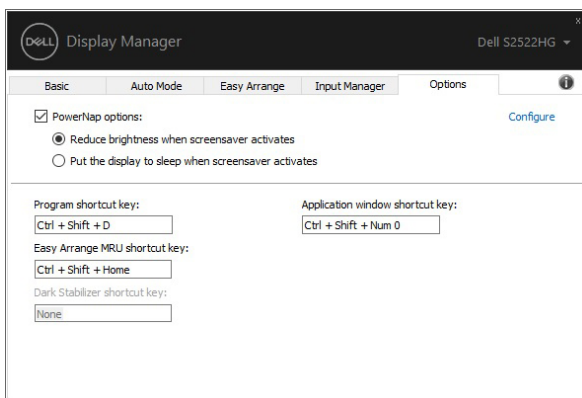 DELL Display Manager Dell S2522HG
Basic Auto Mode Easy Arrange Input Manager Options
PowerNap options: Configure
Reduce brightness when screensaver activates
Put the display to sleep when screensaver activates
Program shortcut key: Application window shortcut key:
Ctrl + Shift + D Ctrl + Shift + Num 0
Easy Arrange MRU shortcut key:
Ctrl + Shift + Home
Dark Stabilizer shortcut key:
None